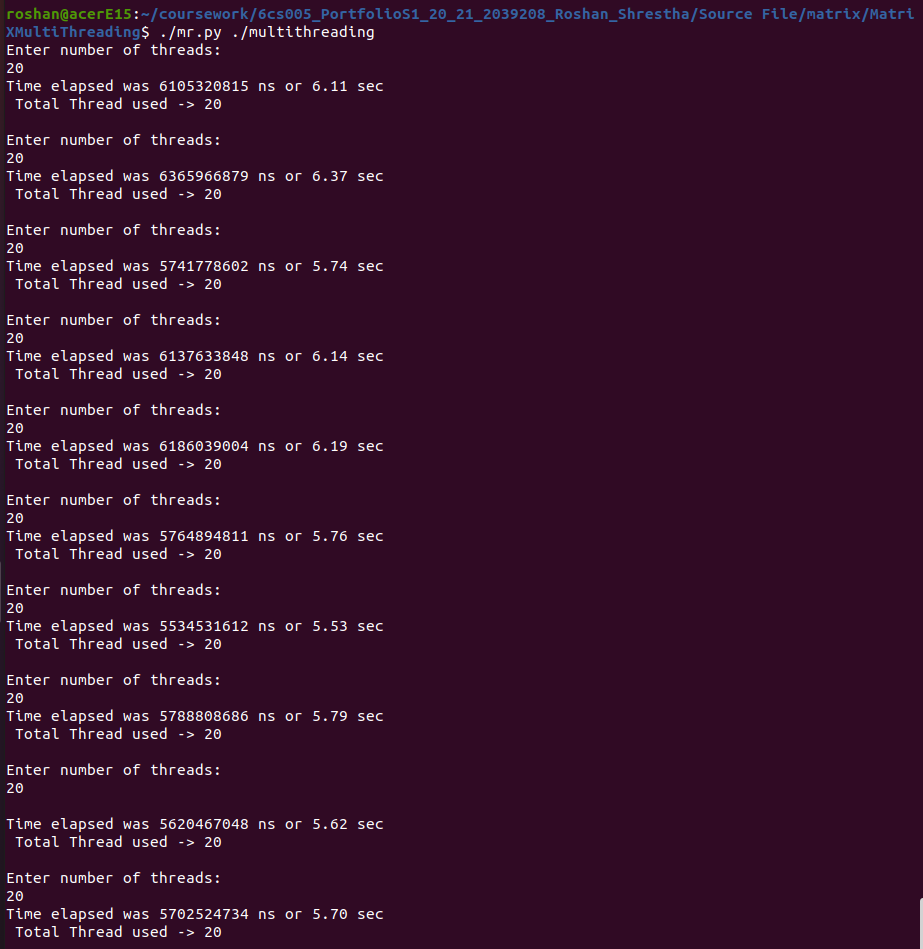 roshan@acerE15:~/coursework/6cs005_PortfolioS1_20_21_2039208_Roshan_Shrestha/Source File/matrix/Matri
XMultiThreading$ ./mr.py ./multithreading
Enter number of threads:
20
Time elapsed was 6105320815 ns or 6.11 sec
 Total Thread used -> 20

Enter number of threads:
20
Time elapsed was 6365966879 ns or 6.37 sec
 Total Thread used -> 20

Enter number of threads:
20
Time elapsed was 5741778602 ns or 5.74 sec
 Total Thread used -> 20

Enter number of threads:
20
Time elapsed was 6137633848 ns or 6.14 sec
 Total Thread used -> 20

Enter number of threads:
20
Time elapsed was 6186039004 ns or 6.19 sec
 Total Thread used -> 20

Enter number of threads:
20
Time elapsed was 5764894811 ns or 5.76 sec
 Total Thread used -> 20

Enter number of threads:
20
Time elapsed was 5534531612 ns or 5.53 sec
 Total Thread used -> 20

Enter number of threads:
20
Time elapsed was 5788808686 ns or 5.79 sec
 Total Thread used -> 20

Enter number of threads:
20

Time elapsed was 5620467048 ns or 5.62 sec
 Total Thread used -> 20

Enter number of threads:
20
Time elapsed was 5702524734 ns or 5.70 sec
 Total Thread used -> 20